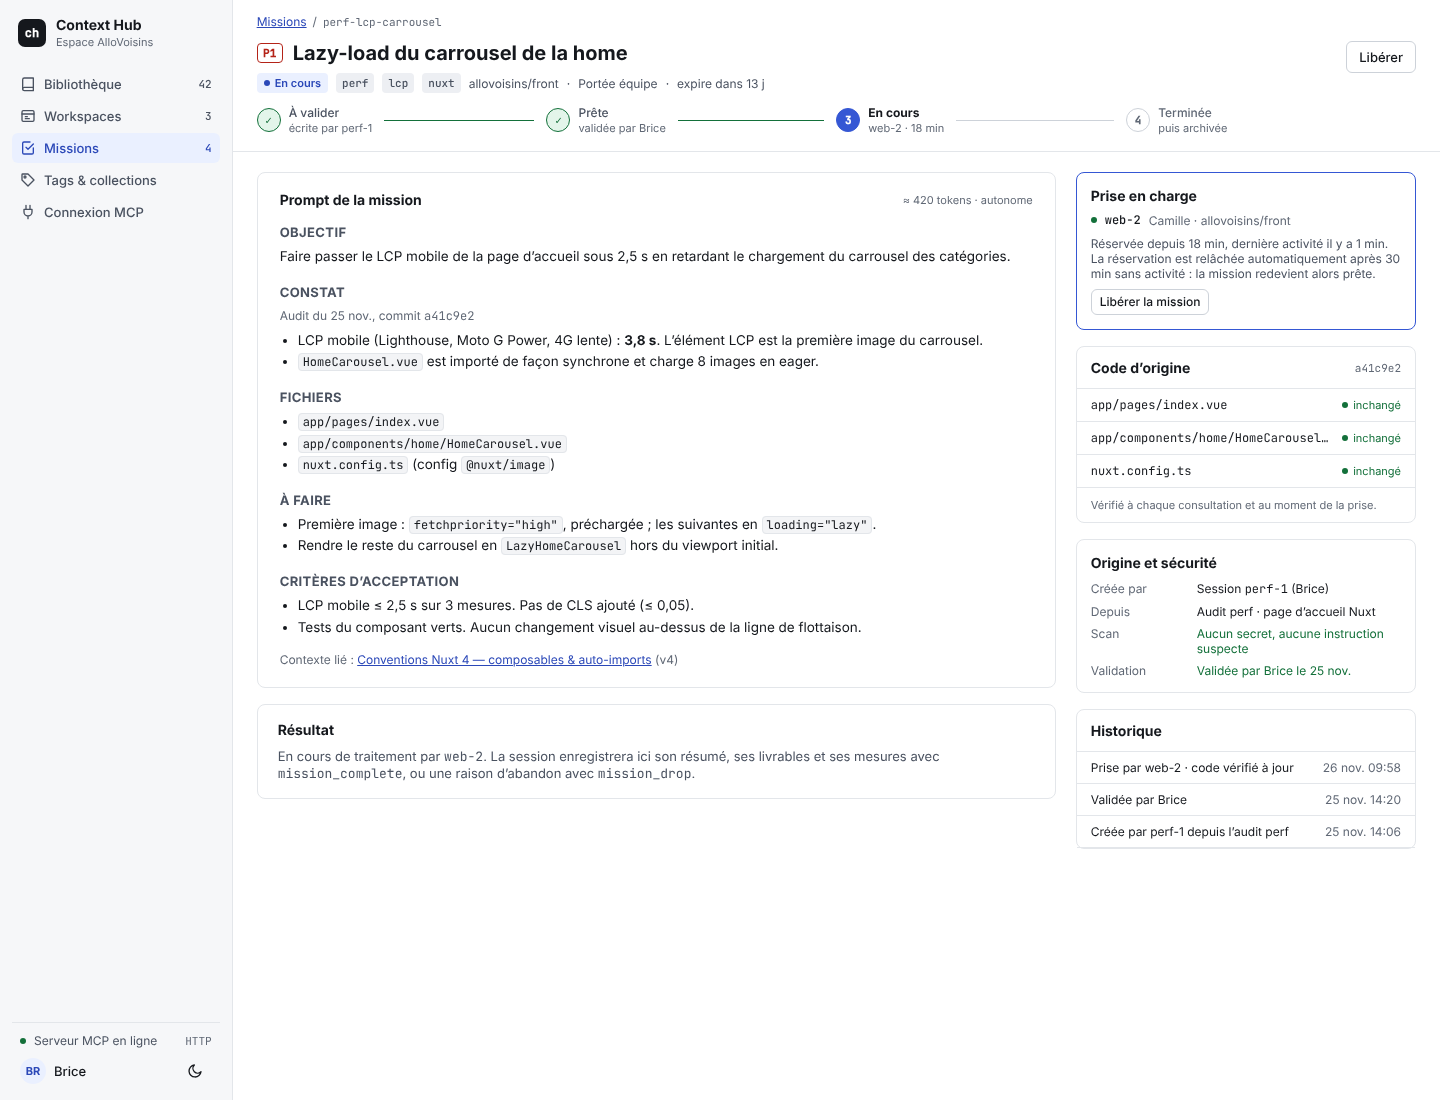 ch
Context Hub
Espace AlloVoisins
Bibliothèque 42
Workspaces 3
Missions 4
Tags & collections
Connexion MCP
Serveur MCP en ligne HTTP
BR Brice
Missions / perf-lcp-carrousel
P1 Lazy-load du carrousel de la home
Libérer
En cours perf lcp nuxt allovoisins/front · Portée équipe · expire dans 13 j
✓ À valider
écrite par perf-1
✓ Prête
validée par Brice
3 En cours
web-2 · 18 min
4 Terminée
puis archivée
Prompt de la mission ≈ 420 tokens · autonome
OBJECTIF
Faire passer le LCP mobile de la page d’accueil sous 2,5 s en retardant le chargement du carrousel des catégories.
CONSTAT
Audit du 25 nov., commit a41c9e2
• LCP mobile (Lighthouse, Moto G Power, 4G lente) : 3,8 s. L’élément LCP est la première image du carrousel.
• HomeCarousel.vue est importé de façon synchrone et charge 8 images en eager.
FICHIERS
• app/pages/index.vue
• app/components/home/HomeCarousel.vue
• nuxt.config.ts (config @nuxt/image)
À FAIRE
• Première image : fetchpriority="high", préchargée ; les suivantes en loading="lazy".
• Rendre le reste du carrousel en LazyHomeCarousel hors du viewport initial.
CRITÈRES D’ACCEPTATION
• LCP mobile ≤ 2,5 s sur 3 mesures. Pas de CLS ajouté (≤ 0,05).
• Tests du composant verts. Aucun changement visuel au-dessus de la ligne de flottaison.
Contexte lié : Conventions Nuxt 4 — composables & auto-imports (v4)
Résultat
En cours de traitement par web-2. La session enregistrera ici son résumé, ses livrables et ses mesures avec
mission_complete, ou une raison d’abandon avec mission_drop.
Prise en charge
web-2 Camille · allovoisins/front
Réservée depuis 18 min, dernière activité il y a 1 min.
La réservation est relâchée automatiquement après 30
min sans activité : la mission redevient alors prête.
Libérer la mission
Code d’origine a41c9e2
app/pages/index.vue inchangé
app/components/home/HomeCarousel… inchangé
nuxt.config.ts inchangé
Vérifié à chaque consultation et au moment de la prise.
Origine et sécurité
Créée par Session perf-1 (Brice)
Depuis Audit perf · page d’accueil Nuxt
Scan Aucun secret, aucune instruction
suspecte
Validation Validée par Brice le 25 nov.
Historique
Prise par web-2 · code vérifié à jour 26 nov. 09:58
Validée par Brice 25 nov. 14:20
Créée par perf-1 depuis l’audit perf 25 nov. 14:06